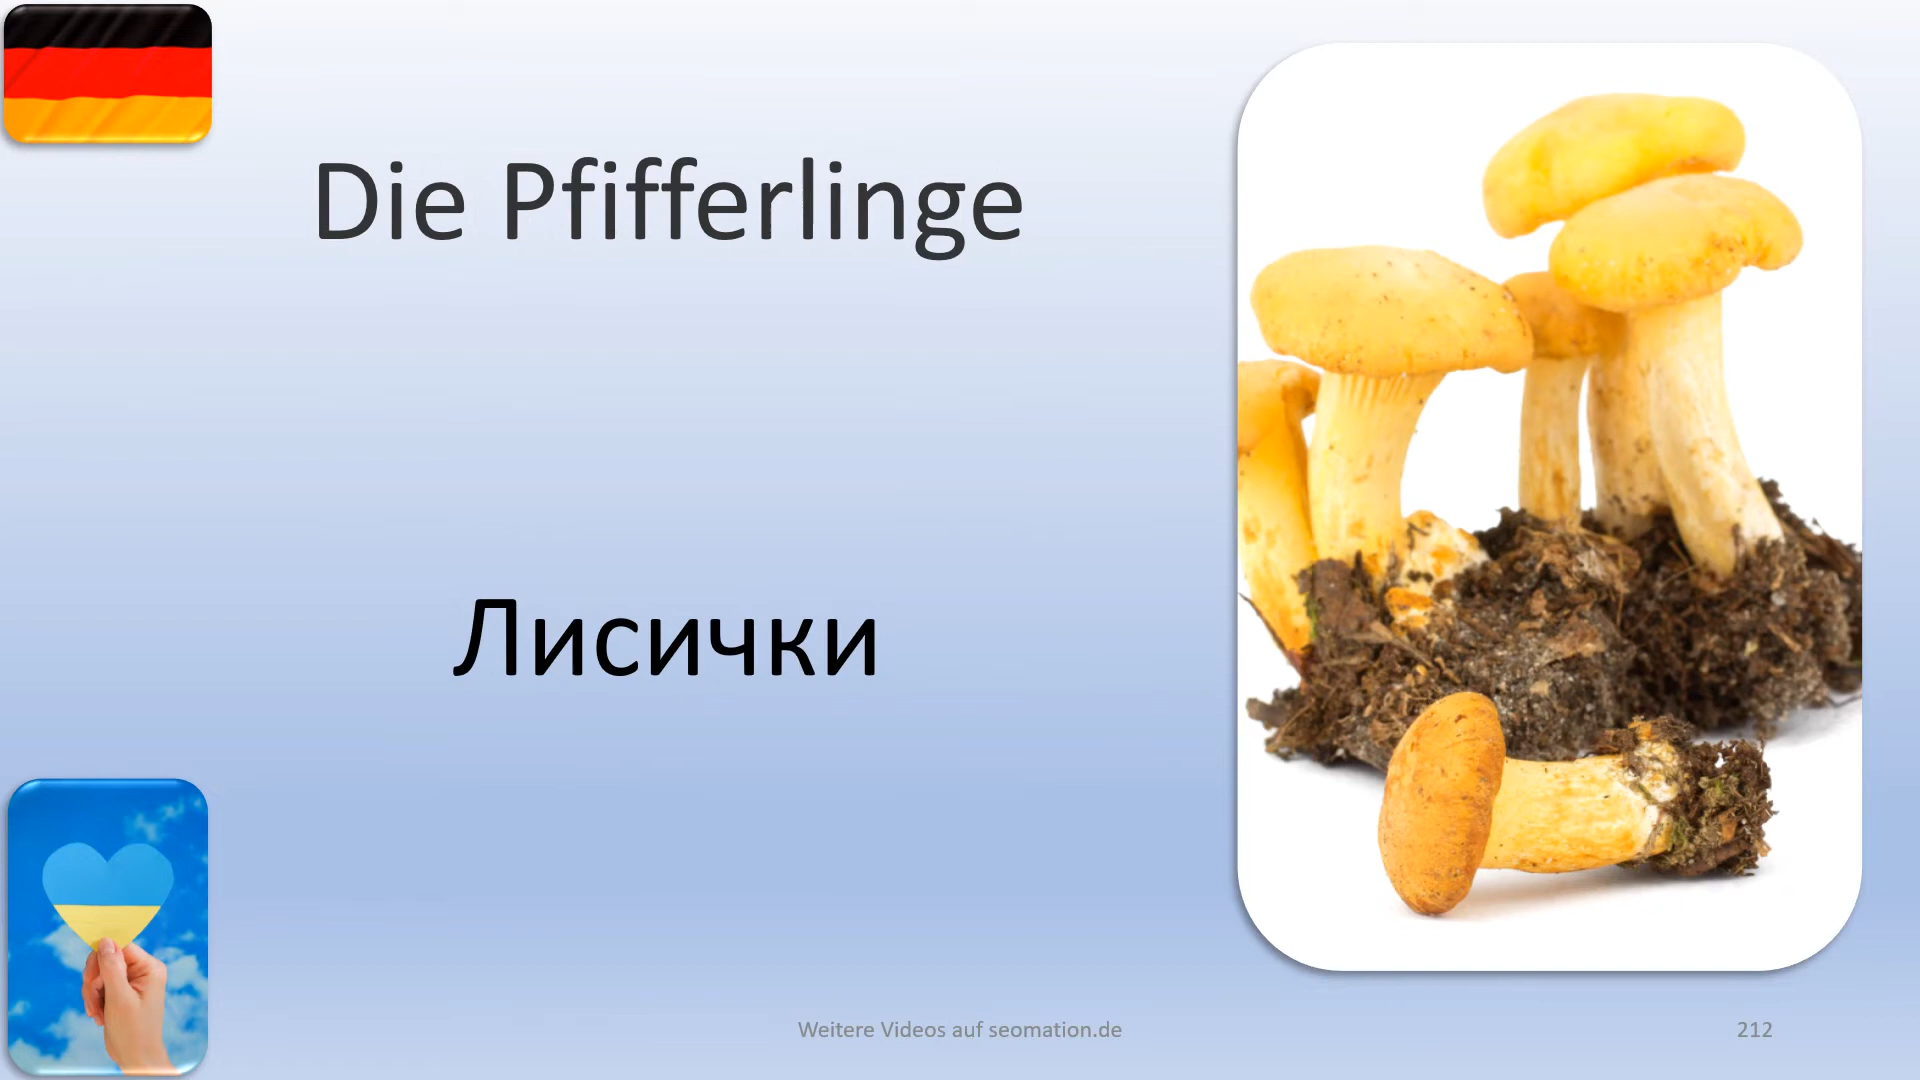 Die Pfifferlinge
Лисички
Weitere Videos auf seomation.de
212